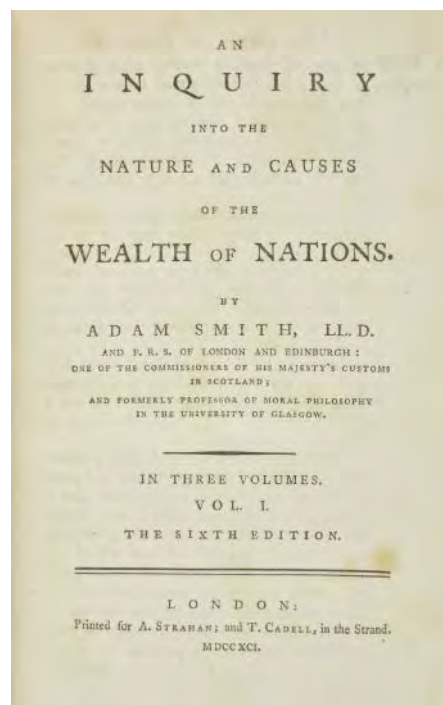 AN
INQUIRY
INTO THE
NATURE AND CAUSES
OF THE
WEALTH OF NATIONS.
BY
ADAM SMITH, LL. D.
AND F. R. S. OF LONDON AND EDINBURGH:
ONE OF THE COMMISSIONERS OF HIS MAJESTY'S CUSTOMS
IN SCOTLAND;
AND FORMERLY PROFESSOR OF MORAL PHILOSOPHY
IN THE UNIVERSITY OF GLASGOW.
IN THREE VOLUMES.
VOL. I.
THE SIXTH EDITION.
LONDON:
Printed for A. STRAHAN; and T. CADELL, in the Strand.
MDCCXCI.